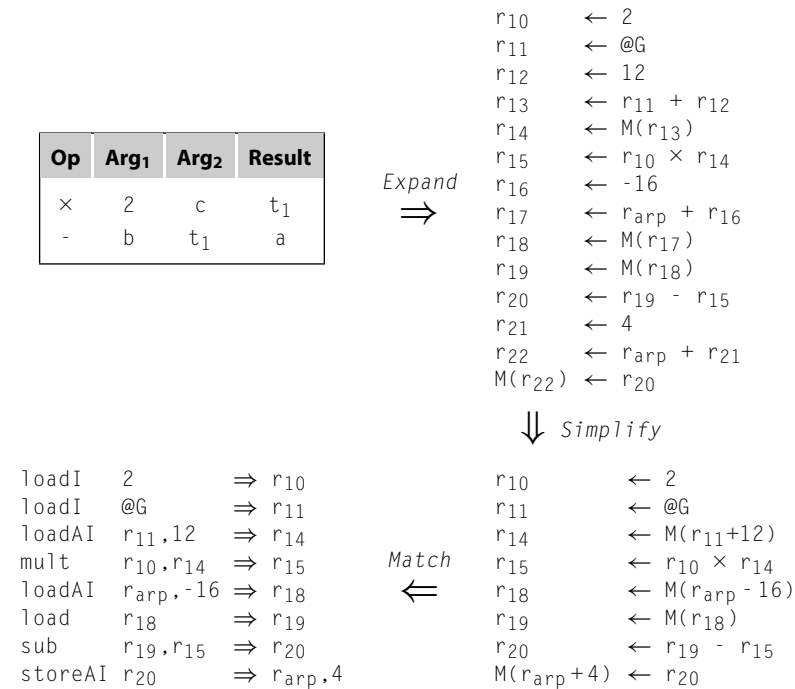 Op Arg₁ Arg₂ Result
× 2 c t₁
- b t₁ a
Expand
⇒
r₁₀ ← 2
r₁₁ ← @G
r₁₂ ← 12
r₁₃ ← r₁₁ + r₁₂
r₁₄ ← M(r₁₃)
r₁₅ ← r₁₀ × r₁₄
r₁₆ ← -16
r₁₇ ← rₐᵣₚ + r₁₆
r₁₈ ← M(r₁₇)
r₁₉ ← M(r₁₈)
r₂₀ ← r₁₉ - r₁₅
r₂₁ ← 4
r₂₂ ← rₐᵣₚ + r₂₁
M(r₂₂) ← r₂₀
⇓ Simplify
r₁₀ ← 2
r₁₁ ← @G
r₁₄ ← M(r₁₁+12)
r₁₅ ← r₁₀ × r₁₄
r₁₈ ← M(rₐᵣₚ-16)
r₁₉ ← M(r₁₈)
r₂₀ ← r₁₉ - r₁₅
M(rₐᵣₚ+4) ← r₂₀
Match
⇐
loadI 2 ⇒ r₁₀
loadI @G ⇒ r₁₁
loadAI r₁₁,12 ⇒ r₁₄
mult r₁₀,r₁₄ ⇒ r₁₅
loadAI rₐᵣₚ,-16 ⇒ r₁₈
load r₁₈ ⇒ r₁₉
sub r₁₉,r₁₅ ⇒ r₂₀
storeAI r₂₀ ⇒ rₐᵣₚ,4